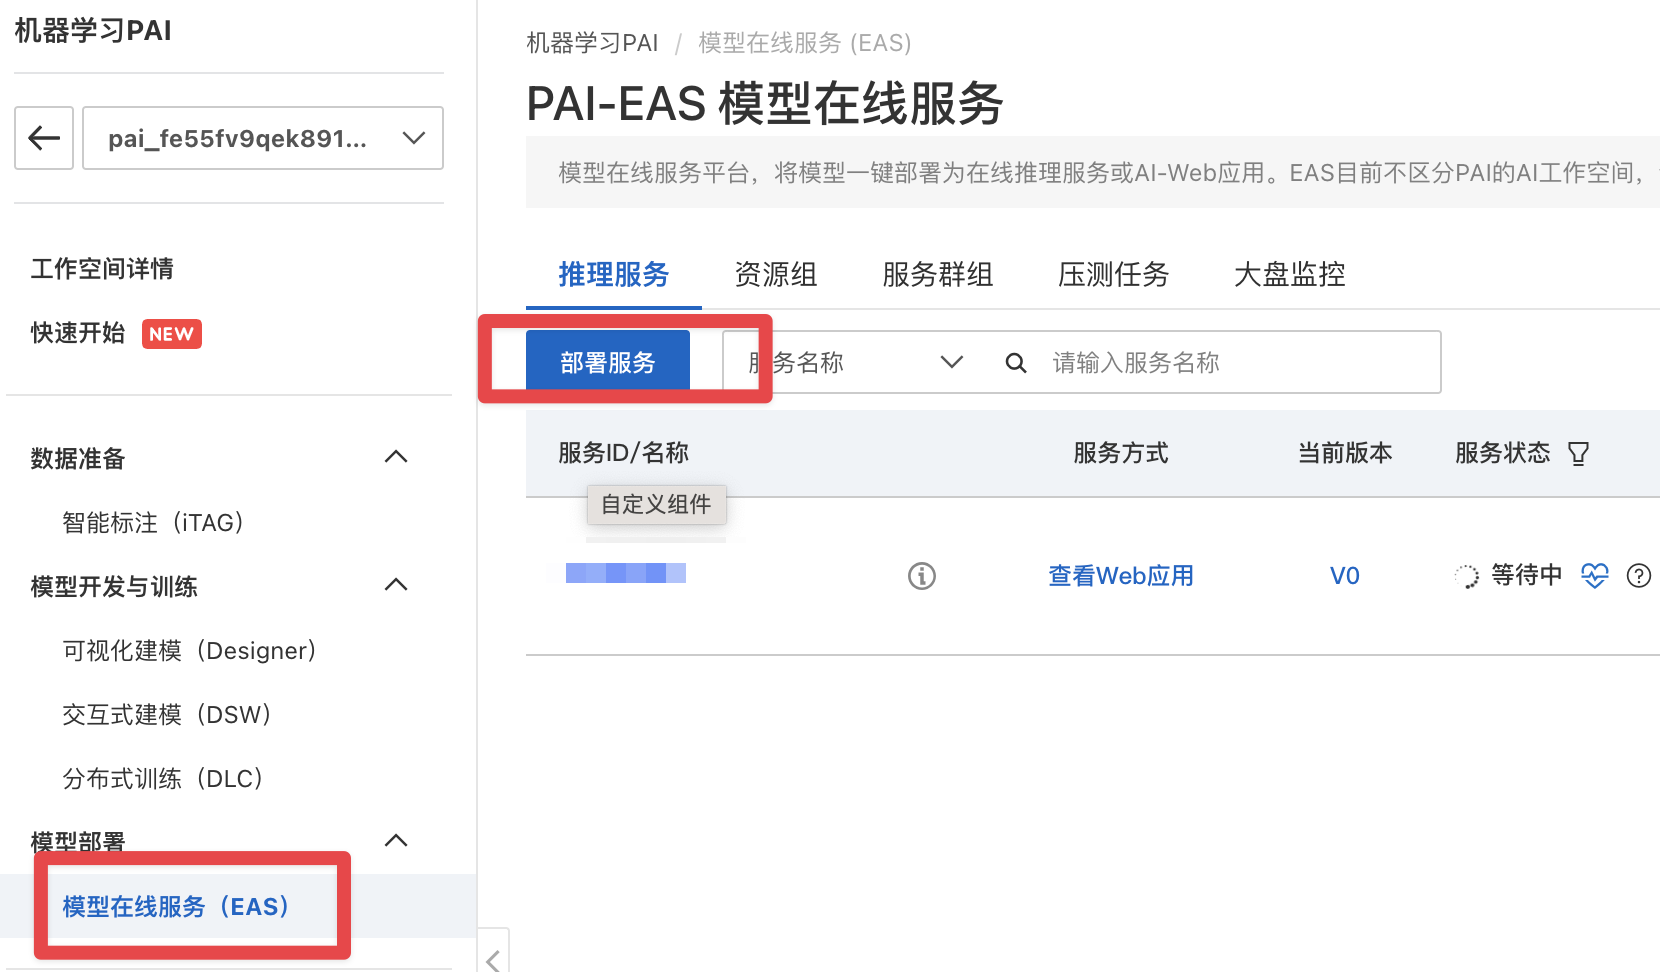 机器学习PAI
pai_fe55fv9qek891...
工作空间详情
快速开始 NEW
数据准备
智能标注（iTAG）
模型开发与训练
可视化建模（Designer）
交互式建模（DSW）
分布式训练（DLC）
模型部署
模型在线服务（EAS）
机器学习PAI / 模型在线服务 (EAS)
PAI-EAS 模型在线服务
模型在线服务平台，将模型一键部署为在线推理服务或AI-Web应用。EAS目前不区分PAI的AI工作空间，
推理服务 资源组 服务群组 压测任务 大盘监控
部署服务 服务名称 请输入服务名称
服务ID/名称 服务方式 当前版本 服务状态
自定义组件
查看Web应用 V0 等待中